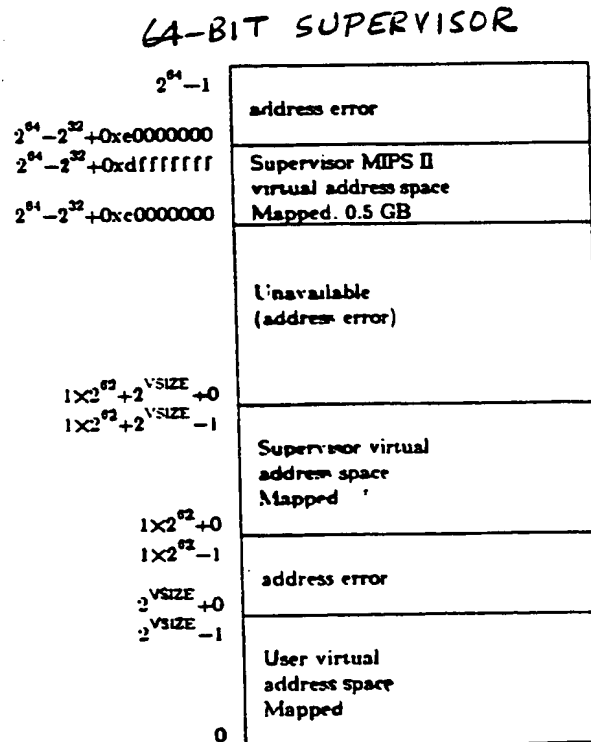 64-BIT SUPERVISOR
2^64−1
address error
2^64−2^32+0xe0000000
2^64−2^32+0xdfffffff
Supervisor MIPS II
virtual address space
Mapped. 0.5 GB
2^64−2^32+0xc0000000
Unavailable
(address error)
1×2^62+2^VSIZE+0
1×2^62+2^VSIZE−1
Supervisor virtual
address space
Mapped
1×2^62+0
1×2^62−1
address error
2^VSIZE+0
2^VSIZE−1
User virtual
address space
Mapped
0